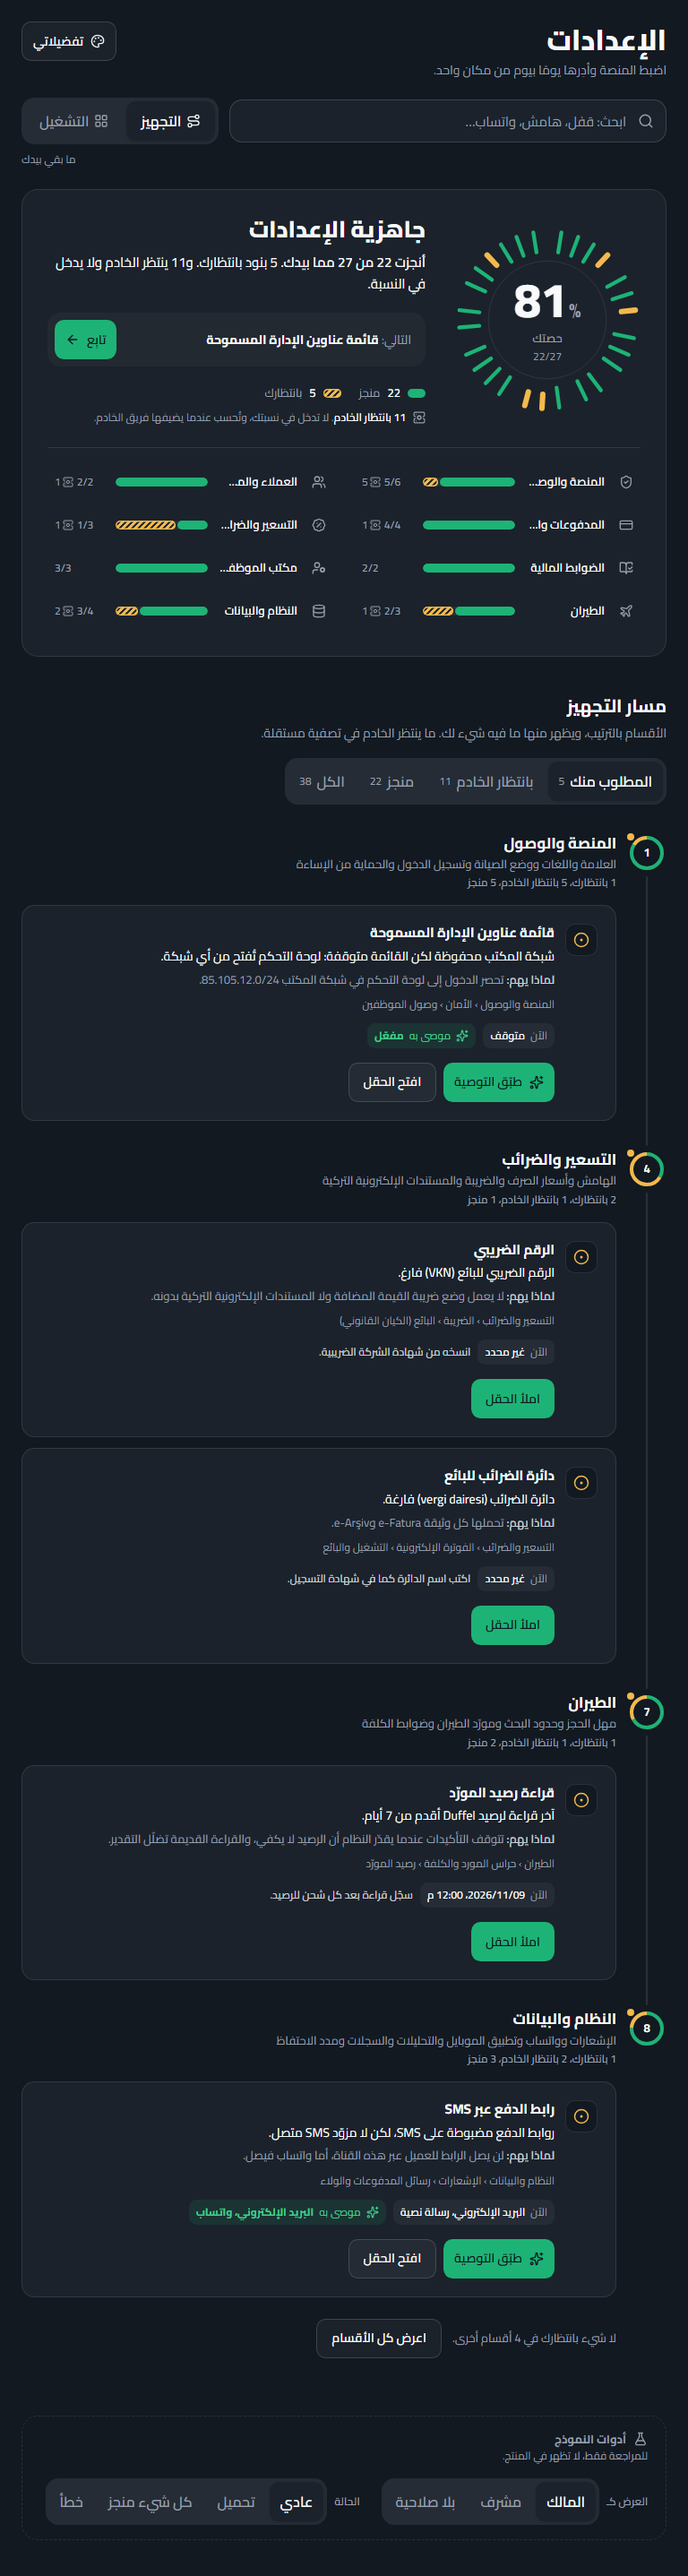 الإعدادات
تفضيلاتي
اضبط المنصة وأدرها يومًا بيوم من مكان واحد.
ابحث: قفل، هامش، واتساب...
التجهيز
التشغيل
ما بقي بيدك
جاهزية الإعدادات
أنجزت 22 من 27 مما بيدك. 5 بنود بانتظارك. و11 ينتظر الخادم ولا يدخل
في النسبة.
81%
حصتك
22/27
التالي: قائمة عناوين الإدارة المسموحة
تابع
22 منجز
5 بانتظارك
11 بانتظار الخادم. لا تدخل في نسبتك، وتُحسب عندما يضيفها فريق الخادم.
المنصة والوصـ... 5/6 5
العملاء والمـ... 2/2 1
المدفوعات وا... 4/4 1
التسعير والضرا... 1/3 1
الضوابط المالية 2/2
مكتب الموظفـ... 3/3
الطيران 2/3 1
النظام والبيانات 3/4 2
مسار التجهيز
الأقسام بالترتيب، ويظهر منها ما فيه شيء لك. ما ينتظر الخادم في تصفية مستقلة.
المطلوب منك 5
بانتظار الخادم 11
منجز 22
الكل 38
1
المنصة والوصول
العلامة واللغات ووضع الصيانة وتسجيل الدخول والحماية من الإساءة
1 بانتظارك، 5 بانتظار الخادم، 5 منجز
قائمة عناوين الإدارة المسموحة
شبكة المكتب محفوظة لكن القائمة متوقفة: لوحة التحكم تُفتح من أي شبكة.
لماذا يهم: تحصر الدخول إلى لوحة التحكم في شبكة المكتب 85.105.12.0/24.
المنصة والوصول › الأمان › وصول الموظفين
الآن متوقف
موصى به مفعّل
طبّق التوصية
افتح الحقل
4
التسعير والضرائب
الهامش وأسعار الصرف والضريبة والمستندات الإلكترونية التركية
2 بانتظارك، 1 بانتظار الخادم، 1 منجز
الرقم الضريبي
الرقم الضريبي للبائع (VKN) فارغ.
لماذا يهم: لا يعمل وضع ضريبة القيمة المضافة ولا المستندات الإلكترونية التركية بدونه.
التسعير والضرائب › الضريبة › البائع (الكيان القانوني)
الآن غير محدد
انسخه من شهادة الشركة الضريبية.
املأ الحقل
دائرة الضرائب للبائع
دائرة الضرائب (vergi dairesi) فارغة.
لماذا يهم: تحملها كل وثيقة e-Fatura وe-Arşiv.
التسعير والضرائب › الفوترة الإلكترونية › التشغيل والبائع
الآن غير محدد
اكتب اسم الدائرة كما في شهادة التسجيل.
املأ الحقل
7
الطيران
مهل الحجز وحدود البحث ومورّد الطيران وضوابط الكلفة
1 بانتظارك، 1 بانتظار الخادم، 2 منجز
قراءة رصيد المورّد
آخر قراءة لرصيد Duffel أقدم من 7 أيام.
لماذا يهم: تتوقف التأكيدات عندما يقدّر النظام أن الرصيد لا يكفي، والقراءة القديمة تضلّل التقدير.
الطيران › حراس المورد والكلفة › رصيد المورّد
الآن 2026/11/09، 12:00 م
سجّل قراءة بعد كل شحن للرصيد.
املأ الحقل
8
النظام والبيانات
الإشعارات وواتساب وتطبيق الموبايل والتحليلات والسجلات ومدد الاحتفاظ
1 بانتظارك، 2 بانتظار الخادم، 3 منجز
رابط الدفع عبر SMS
روابط الدفع مضبوطة على SMS، لكن لا مزوّد SMS متصل.
لماذا يهم: لن يصل الرابط للعميل عبر هذه القناة، أما واتساب فيصل.
النظام والبيانات › الإشعارات › رسائل المدفوعات والولاء
الآن البريد الإلكتروني، رسالة نصية
موصى به البريد الإلكتروني، واتساب
طبّق التوصية
افتح الحقل
لا شيء بانتظارك في 4 أقسام أخرى.
اعرض كل الأقسام
أدوات النموذج
للمراجعة فقط، لا تظهر في المنتج.
العرض كـ
المالك
مشرف
بلا صلاحية
الحالة
عادي
تحميل
كل شيء منجز
خطأ